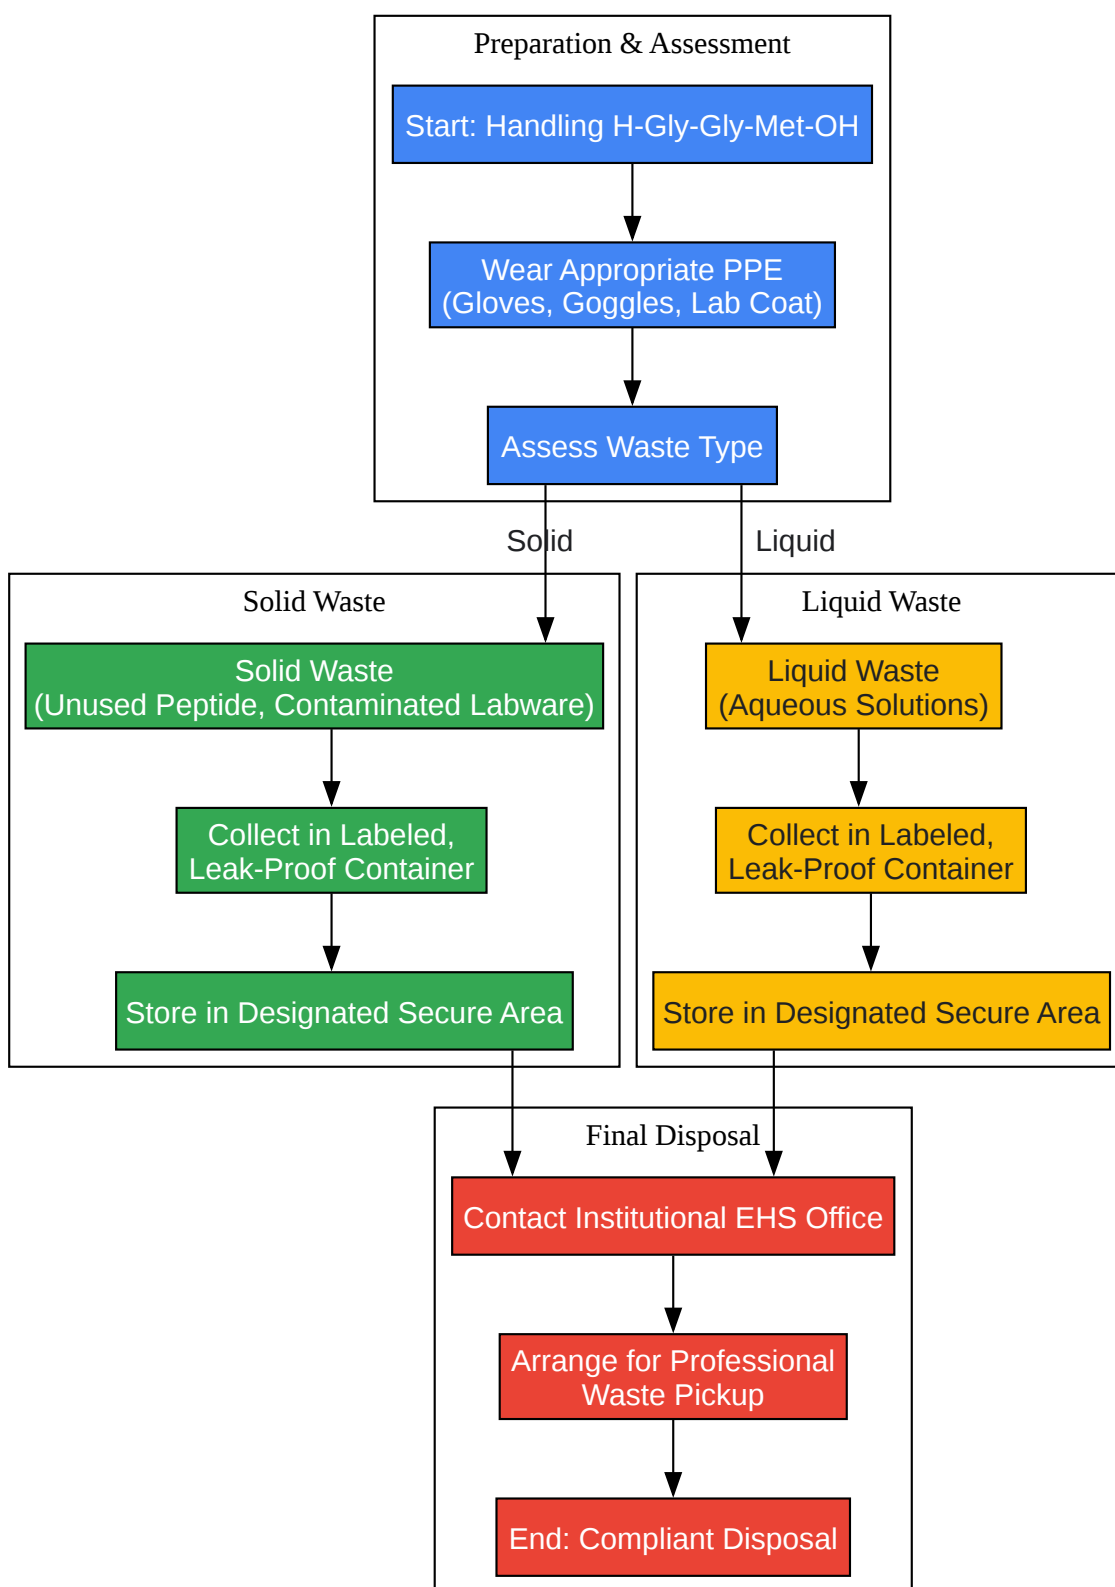 Preparation & Assessment
Start: Handling H-Gly-Gly-Met-OH
Wear Appropriate PPE
(Gloves, Goggles, Lab Coat)
Assess Waste Type
Solid
Liquid
Solid Waste
Solid Waste
(Unused Peptide, Contaminated Labware)
Collect in Labeled,
Leak-Proof Container
Store in Designated Secure Area
Liquid Waste
Liquid Waste
(Aqueous Solutions)
Collect in Labeled,
Leak-Proof Container
Store in Designated Secure Area
Final Disposal
Contact Institutional EHS Office
Arrange for Professional
Waste Pickup
End: Compliant Disposal